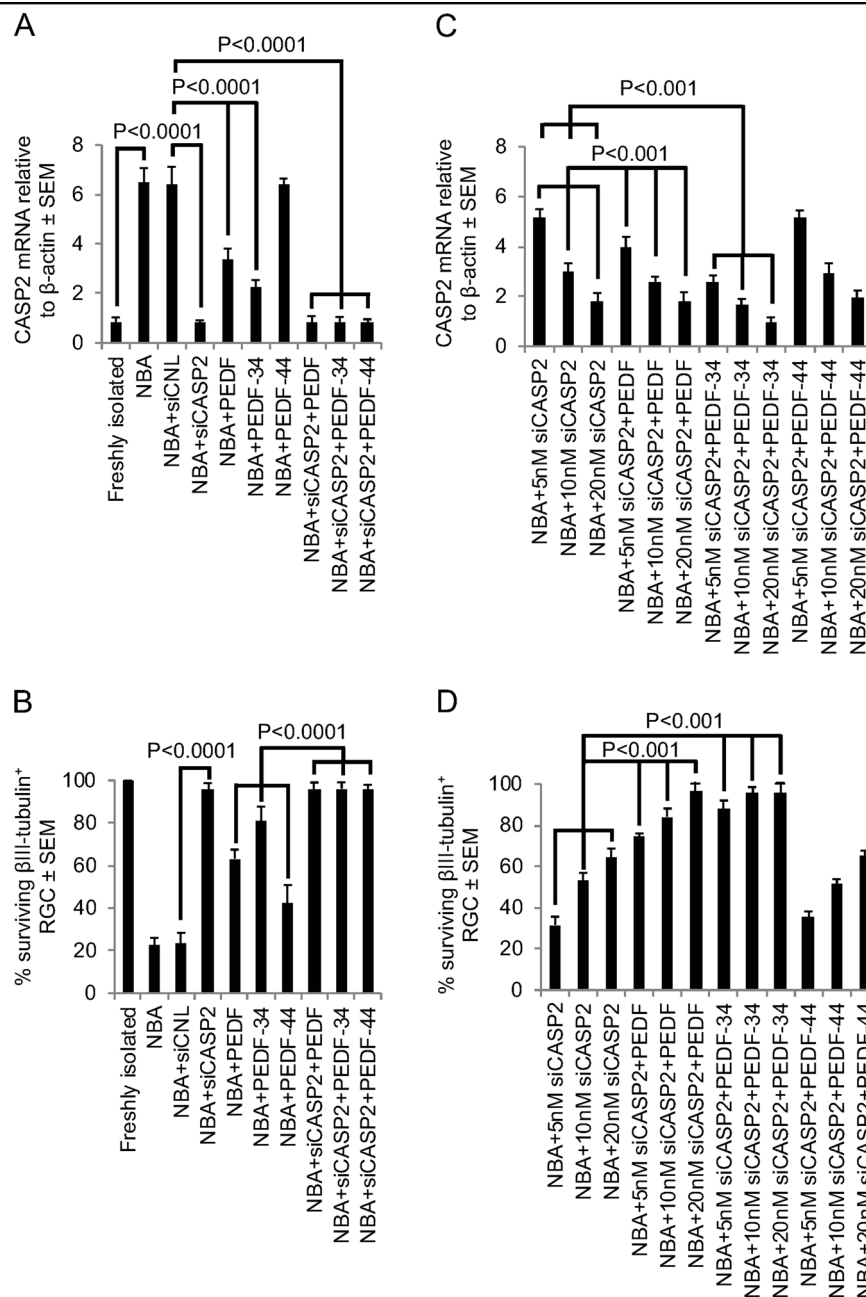 A
P<0.0001
P<0.0001
P<0.0001
CASP2 mRNA relative
to β-actin ± SEM
8
6
4
2
0
Freshly isolated
NBA
NBA+siCNL
NBA+siCASP2
NBA+PEDF
NBA+PEDF-34
NBA+PEDF-44
NBA+siCASP2+PEDF
NBA+siCASP2+PEDF-34
NBA+siCASP2+PEDF-44
C
P<0.001
P<0.001
CASP2 mRNA relative
to β-actin ± SEM
8
6
4
2
0
NBA+5nM siCASP2
NBA+10nM siCASP2
NBA+20nM siCASP2
NBA+5nM siCASP2+PEDF
NBA+10nM siCASP2+PEDF
NBA+20nM siCASP2+PEDF
NBA+5nM siCASP2+PEDF-34
NBA+10nM siCASP2+PEDF-34
NBA+20nM siCASP2+PEDF-34
NBA+5nM siCASP2+PEDF-44
NBA+10nM siCASP2+PEDF-44
NBA+20nM siCASP2+PEDF-44
B
P<0.0001
P<0.0001
% surviving βIII-tubulin⁺
RGC ± SEM
100
80
60
40
20
0
Freshly isolated
NBA
NBA+siCNL
NBA+siCASP2
NBA+PEDF
NBA+PEDF-34
NBA+PEDF-44
NBA+siCASP2+PEDF
NBA+siCASP2+PEDF-34
NBA+siCASP2+PEDF-44
D
P<0.001
P<0.001
% surviving βIII-tubulin⁺
RGC ± SEM
100
80
60
40
20
0
NBA+5nM siCASP2
NBA+10nM siCASP2
NBA+20nM siCASP2
NBA+5nM siCASP2+PEDF
NBA+10nM siCASP2+PEDF
NBA+20nM siCASP2+PEDF
NBA+5nM siCASP2+PEDF-34
NBA+10nM siCASP2+PEDF-34
NBA+20nM siCASP2+PEDF-34
NBA+5nM siCASP2+PEDF-44
NBA+10nM siCASP2+PEDF-44
NBA+20nM siCASP2+PEDF-44